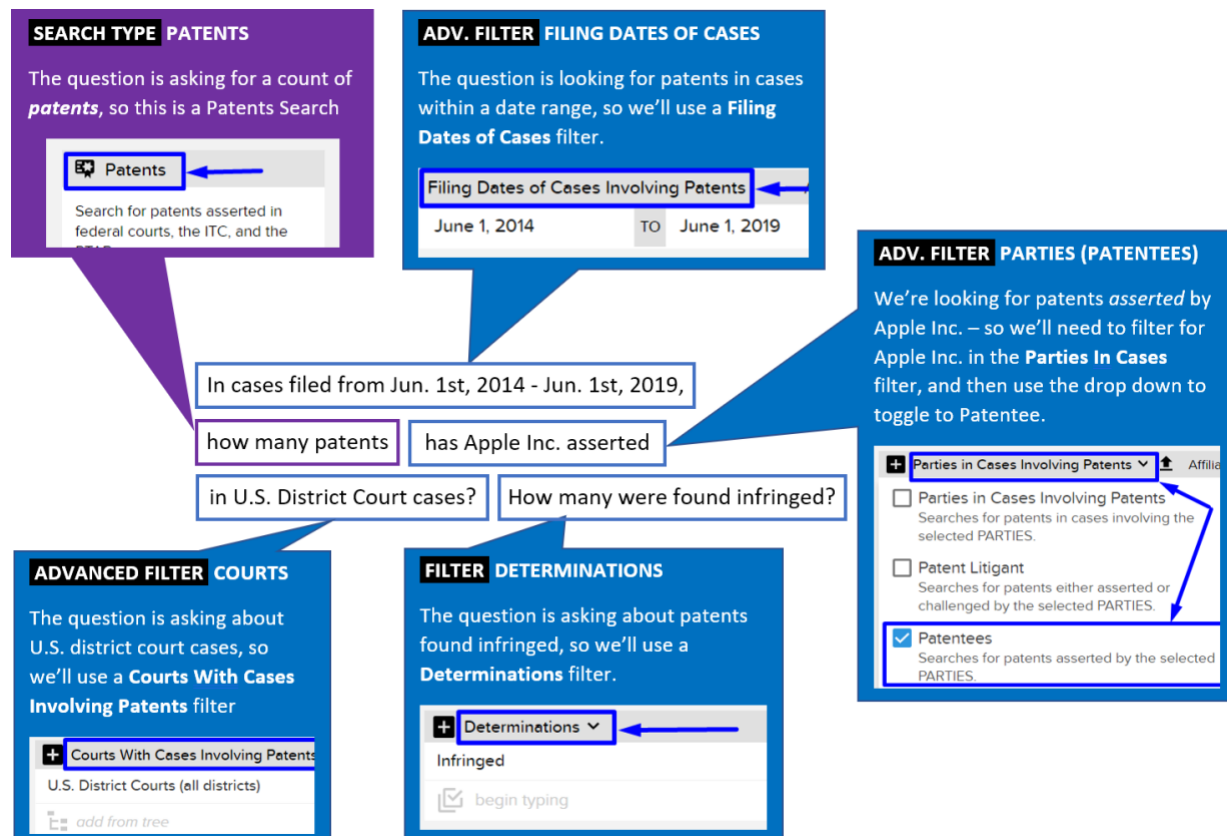 SEARCH TYPE PATENTS
The question is asking for a count of
patents, so this is a Patents Search
Patents
Search for patents asserted in
federal courts, the ITC, and the
ADV. FILTER FILING DATES OF CASES
The question is looking for patents in cases
within a date range, so we'll use a Filing
Dates of Cases filter.
Filing Dates of Cases Involving Patents
June 1, 2014 TO June 1, 2019
ADV. FILTER PARTIES (PATENTEES)
We're looking for patents asserted by
Apple Inc. – so we'll need to filter for
Apple Inc. in the Parties In Cases
filter, and then use the drop down to
toggle to Patentee.
Parties in Cases Involving Patents Affilia
Parties in Cases Involving Patents
Searches for patents in cases involving the
selected PARTIES.
Patent Litigant
Searches for patents either asserted or
challenged by the selected PARTIES.
Patentees
Searches for patents asserted by the selected
PARTIES.
In cases filed from Jun. 1st, 2014 - Jun. 1st, 2019,
how many patents has Apple Inc. asserted
in U.S. District Court cases? How many were found infringed?
ADVANCED FILTER COURTS
The question is asking about
U.S. district court cases, so
we'll use a Courts With Cases
Involving Patents filter
Courts With Cases Involving Patents
U.S. District Courts (all districts)
add from tree
FILTER DETERMINATIONS
The question is asking about patents
found infringed, so we'll use a
Determinations filter.
Determinations
Infringed
begin typing